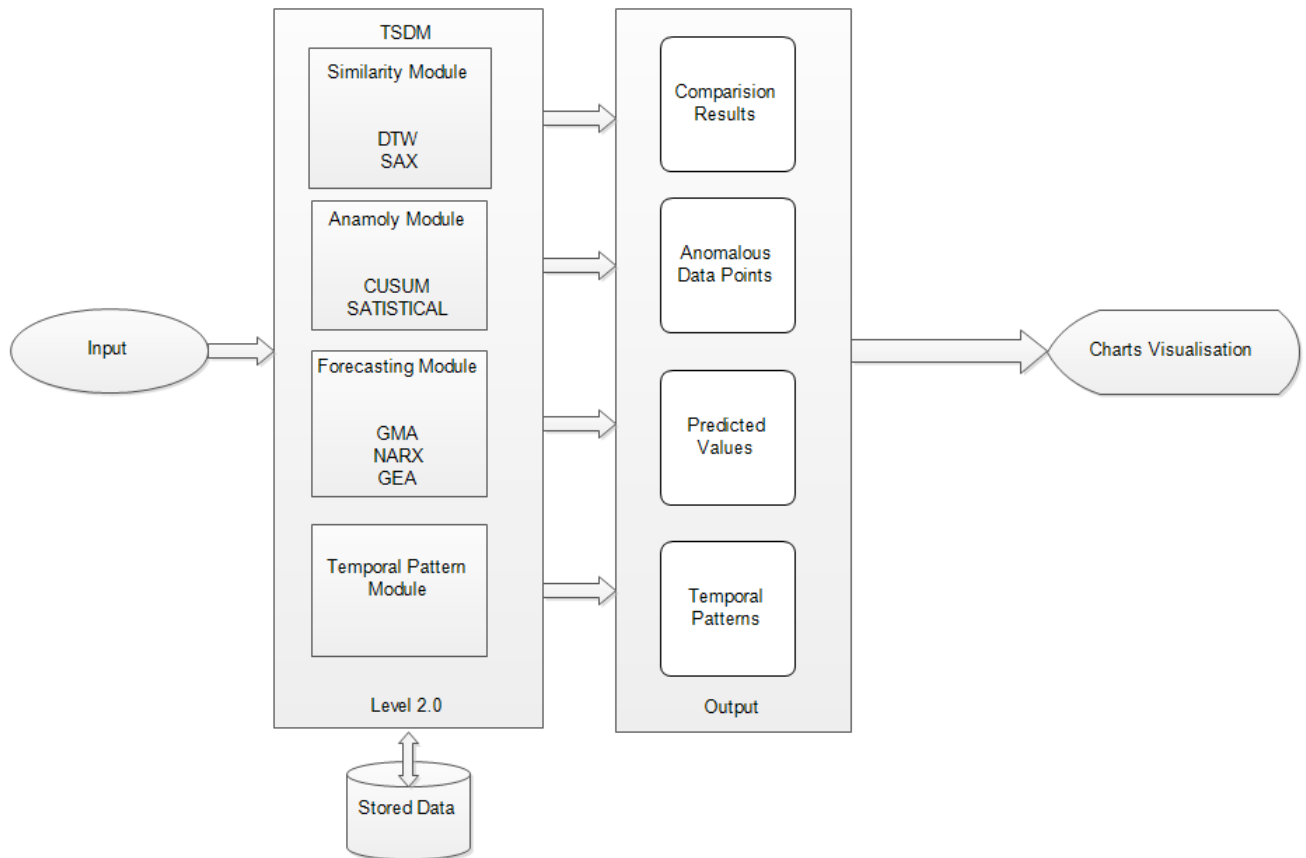 Input
TSDM
Similarity Module
DTW
SAX
Anamoly Module
CUSUM
SATISTICAL
Forecasting Module
GMA
NARX
GEA
Temporal Pattern
Module
Level 2.0
Stored Data
Comparision
Results
Anomalous
Data Points
Predicted
Values
Temporal
Patterns
Output
Charts Visualisation